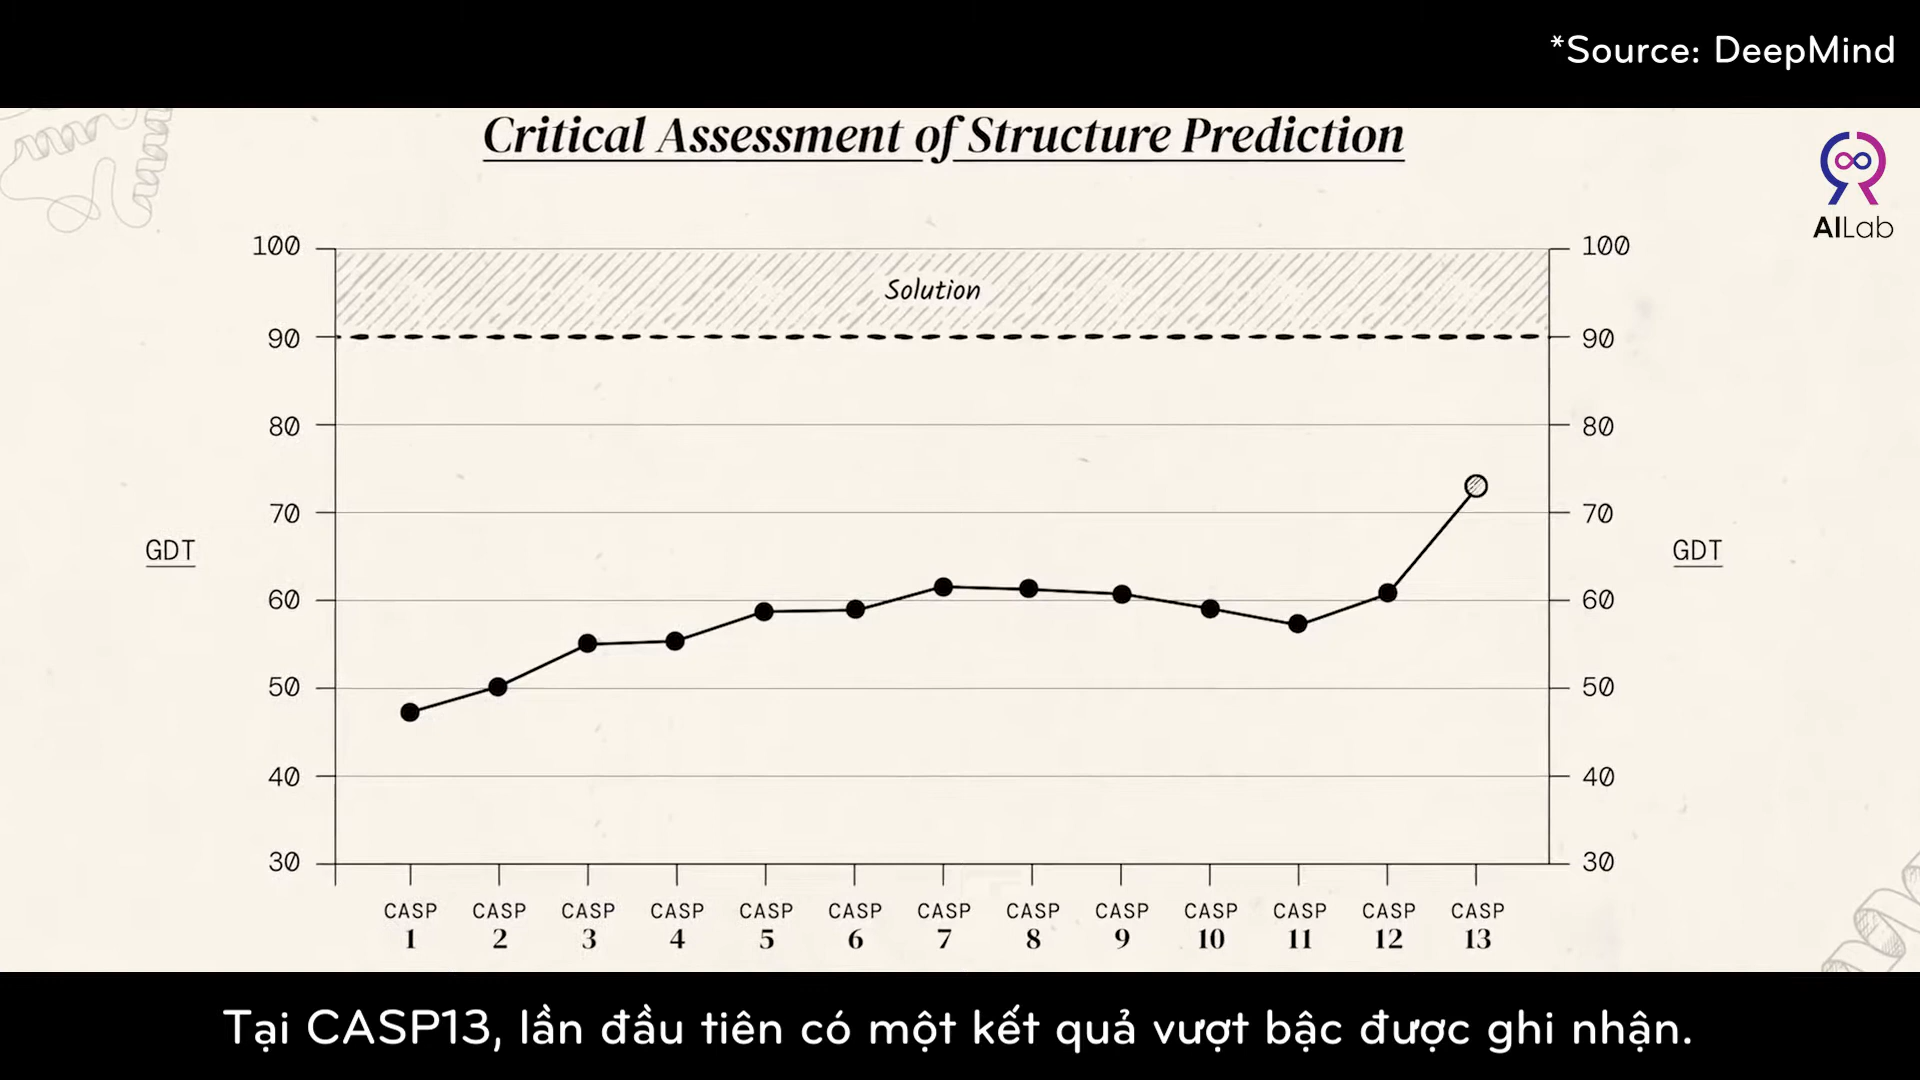 *Source: DeepMind
Critical Assessment of Structure Prediction
AILab
100
100
Solution
90
90
80
80
70
70
GDT
GDT
60
60
50
50
40
40
30
30
CASP CASP CASP CASP CASP CASP CASP CASP CASP CASP CASP CASP CASP
1 2 3 4 5 6 7 8 9 10 11 12 13
Tại CASP13, lần đầu tiên có một kết quả vượt bậc được ghi nhận.